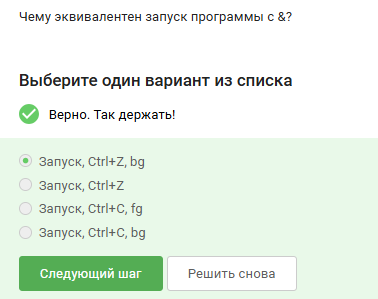 Чему эквивалентен запуск программы с &?
Выберите один вариант из списка
Верно. Так держать!
Запуск, Ctrl+Z, bg
Запуск, Ctrl+Z
Запуск, Ctrl+C, fg
Запуск, Ctrl+C, bg
Следующий шаг
Решить снова